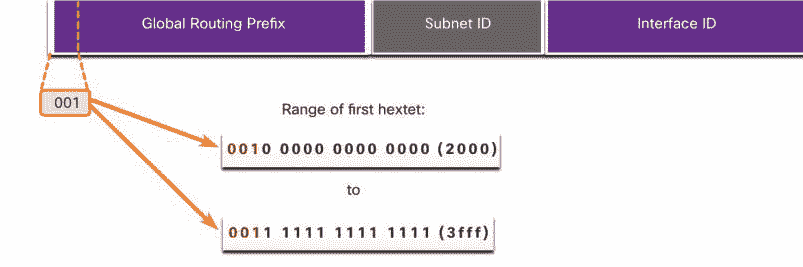 Global Routing Prefix Subnet ID Interface ID
001
Range of first hextet:
0010 0000 0000 0000 (2000)
to
0011 1111 1111 1111 (3fff)